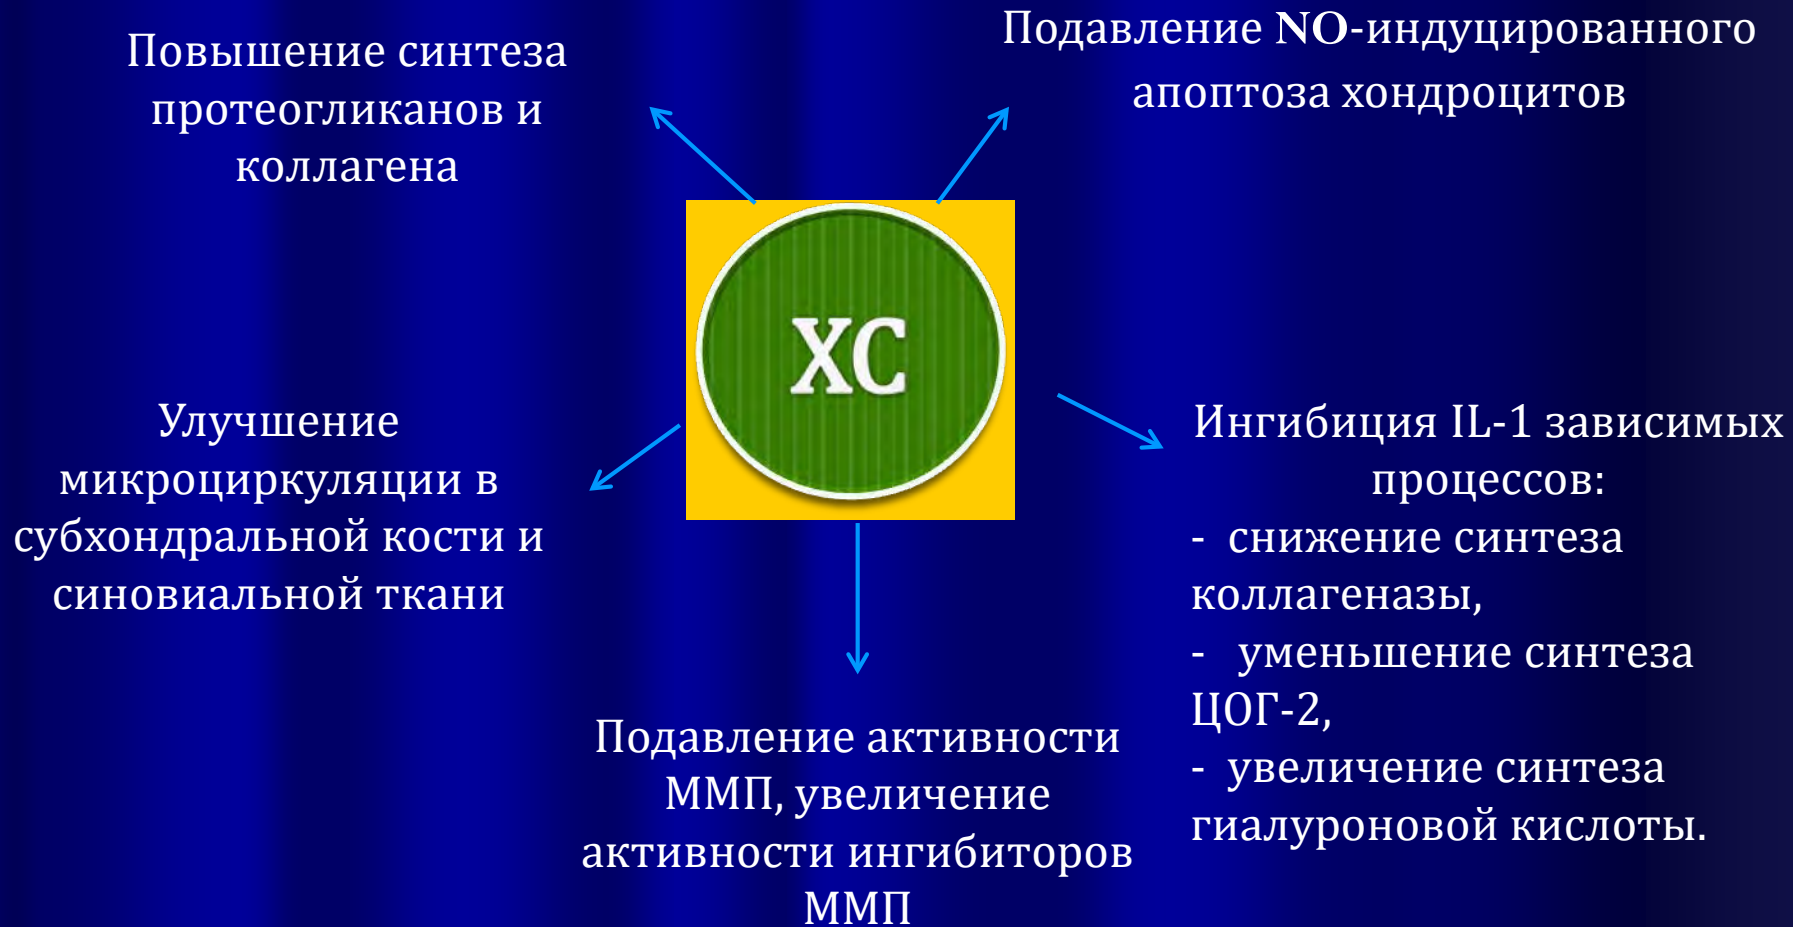 Повышение синтеза
протеогликанов и
коллагена
Подавление NO-индуцированного
апоптоза хондроцитов
ХС
Улучшение
микроциркуляции в
субхондральной кости и
синовиальной ткани
Ингибиция IL-1 зависимых
процессов:
- снижение синтеза
коллагеназы,
- уменьшение синтеза
ЦОГ-2,
- увеличение синтеза
гиалуроновой кислоты.
Подавление активности
ММП, увеличение
активности ингибиторов
ММП